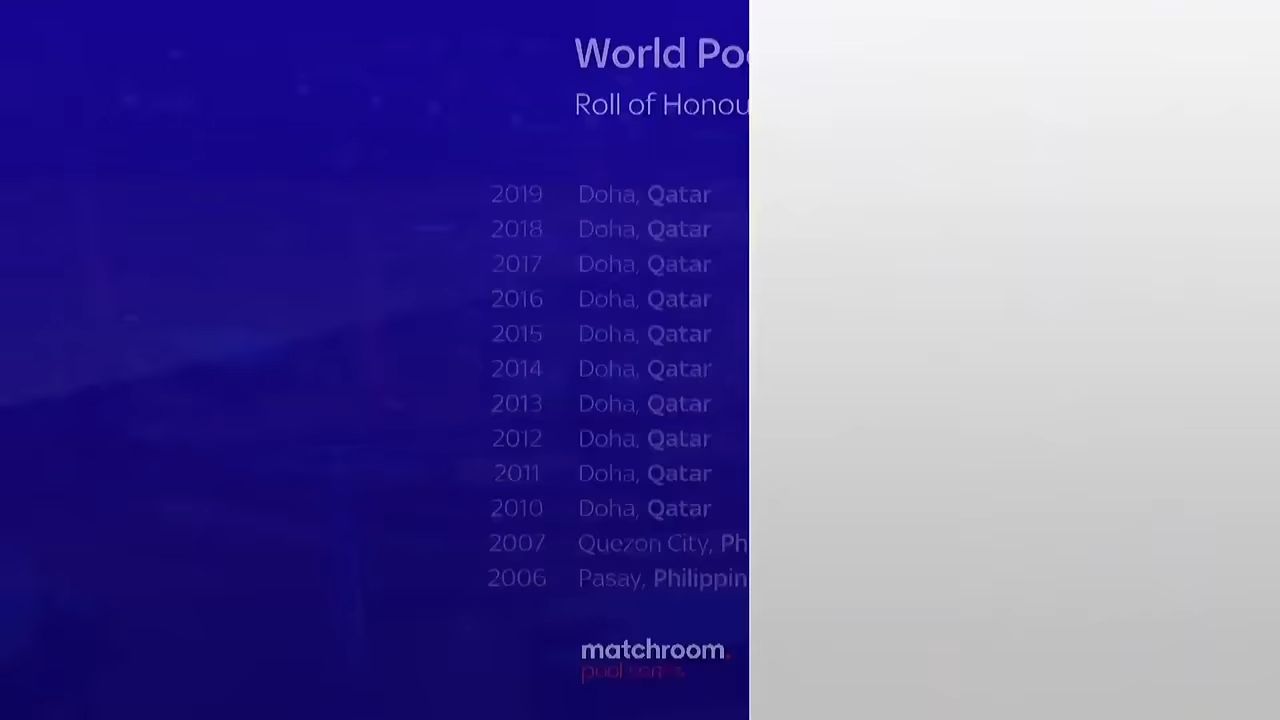 World Po
Roll of Honou
2019 Doha, Qatar
2018 Doha, Qatar
2017 Doha, Qatar
2016 Doha, Qatar
2015 Doha, Qatar
2014 Doha, Qatar
2013 Doha, Qatar
2012 Doha, Qatar
2011 Doha, Qatar
2010 Doha, Qatar
2007 Quezon City, Ph
2006 Pasay, Philippin
matchroom.
pool series